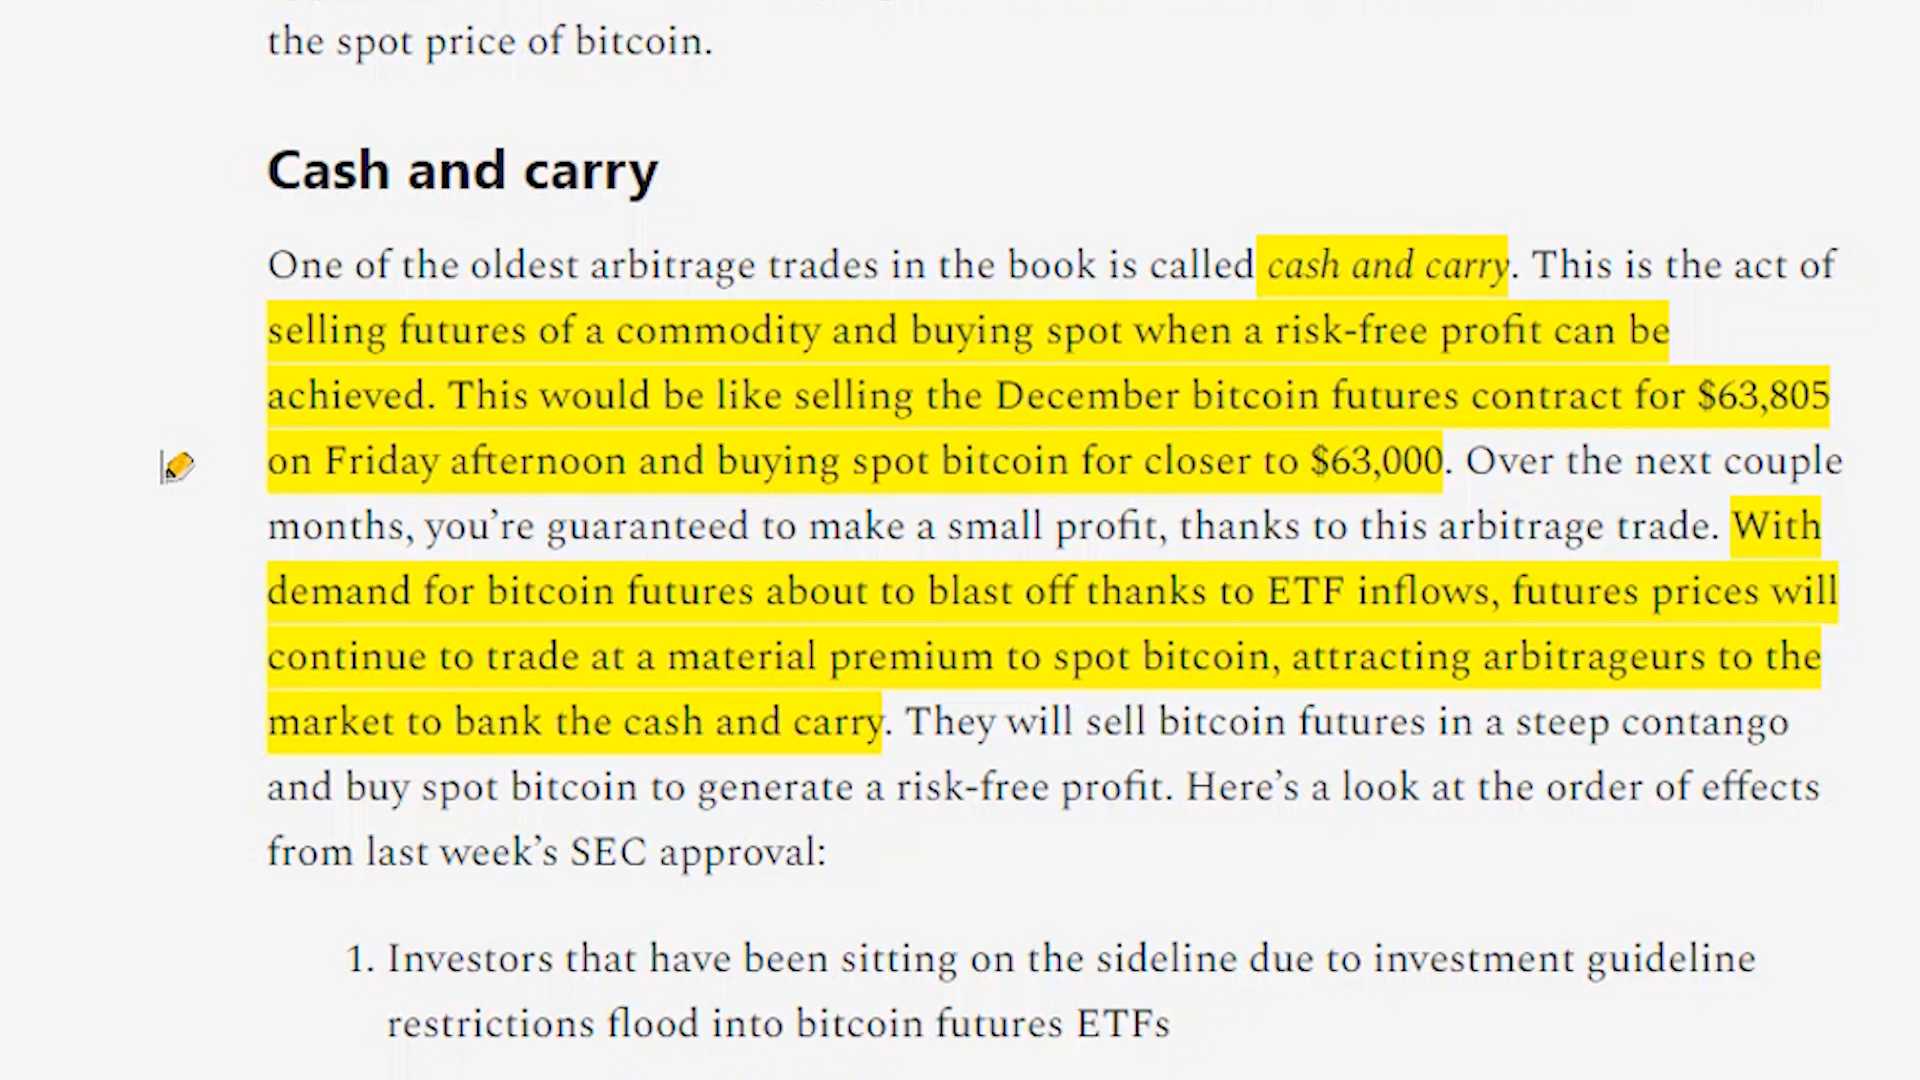 the spot price of bitcoin.
Cash and carry
One of the oldest arbitrage trades in the book is called cash and carry. This is the act of
selling futures of a commodity and buying spot when a risk-free profit can be
achieved. This would be like selling the December bitcoin futures contract for $63,805
on Friday afternoon and buying spot bitcoin for closer to $63,000. Over the next couple
months, you’re guaranteed to make a small profit, thanks to this arbitrage trade. With
demand for bitcoin futures about to blast off thanks to ETF inflows, futures prices will
continue to trade at a material premium to spot bitcoin, attracting arbitrageurs to the
market to bank the cash and carry. They will sell bitcoin futures in a steep contango
and buy spot bitcoin to generate a risk-free profit. Here’s a look at the order of effects
from last week’s SEC approval:
1. Investors that have been sitting on the sideline due to investment guideline
restrictions flood into bitcoin futures ETFs